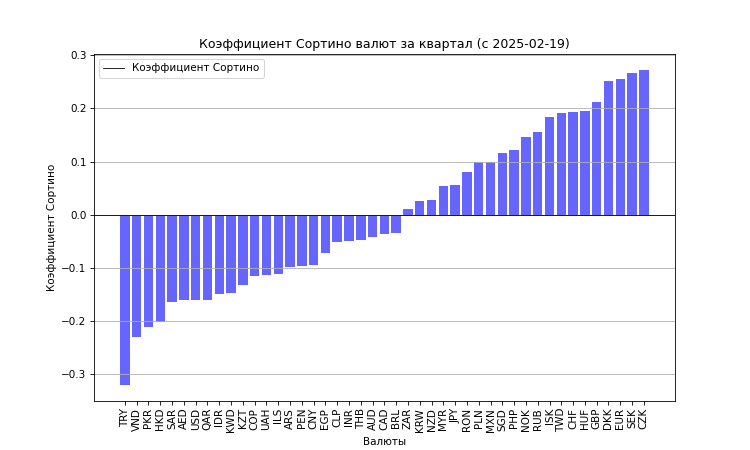 Коэффициент Сортино валют за квартал (с 2025-02-19)
Коэффициент Сортино
Коэффициент Сортино
0.3
0.2
0.1
0.0
−0.1
−0.2
−0.3
TRY
VND
PKR
HKD
SAR
AED
USD
QAR
IDR
KWD
KZT
COP
UAH
ILS
ARS
PEN
CNY
EGP
CLP
INR
THB
AUD
CAD
BRL
ZAR
KRW
NZD
MYR
JPY
RON
PLN
MXN
SGD
PHP
NOK
RUB
ISK
TWD
CHF
HUF
GBP
DKK
EUR
SEK
CZK
Валюты